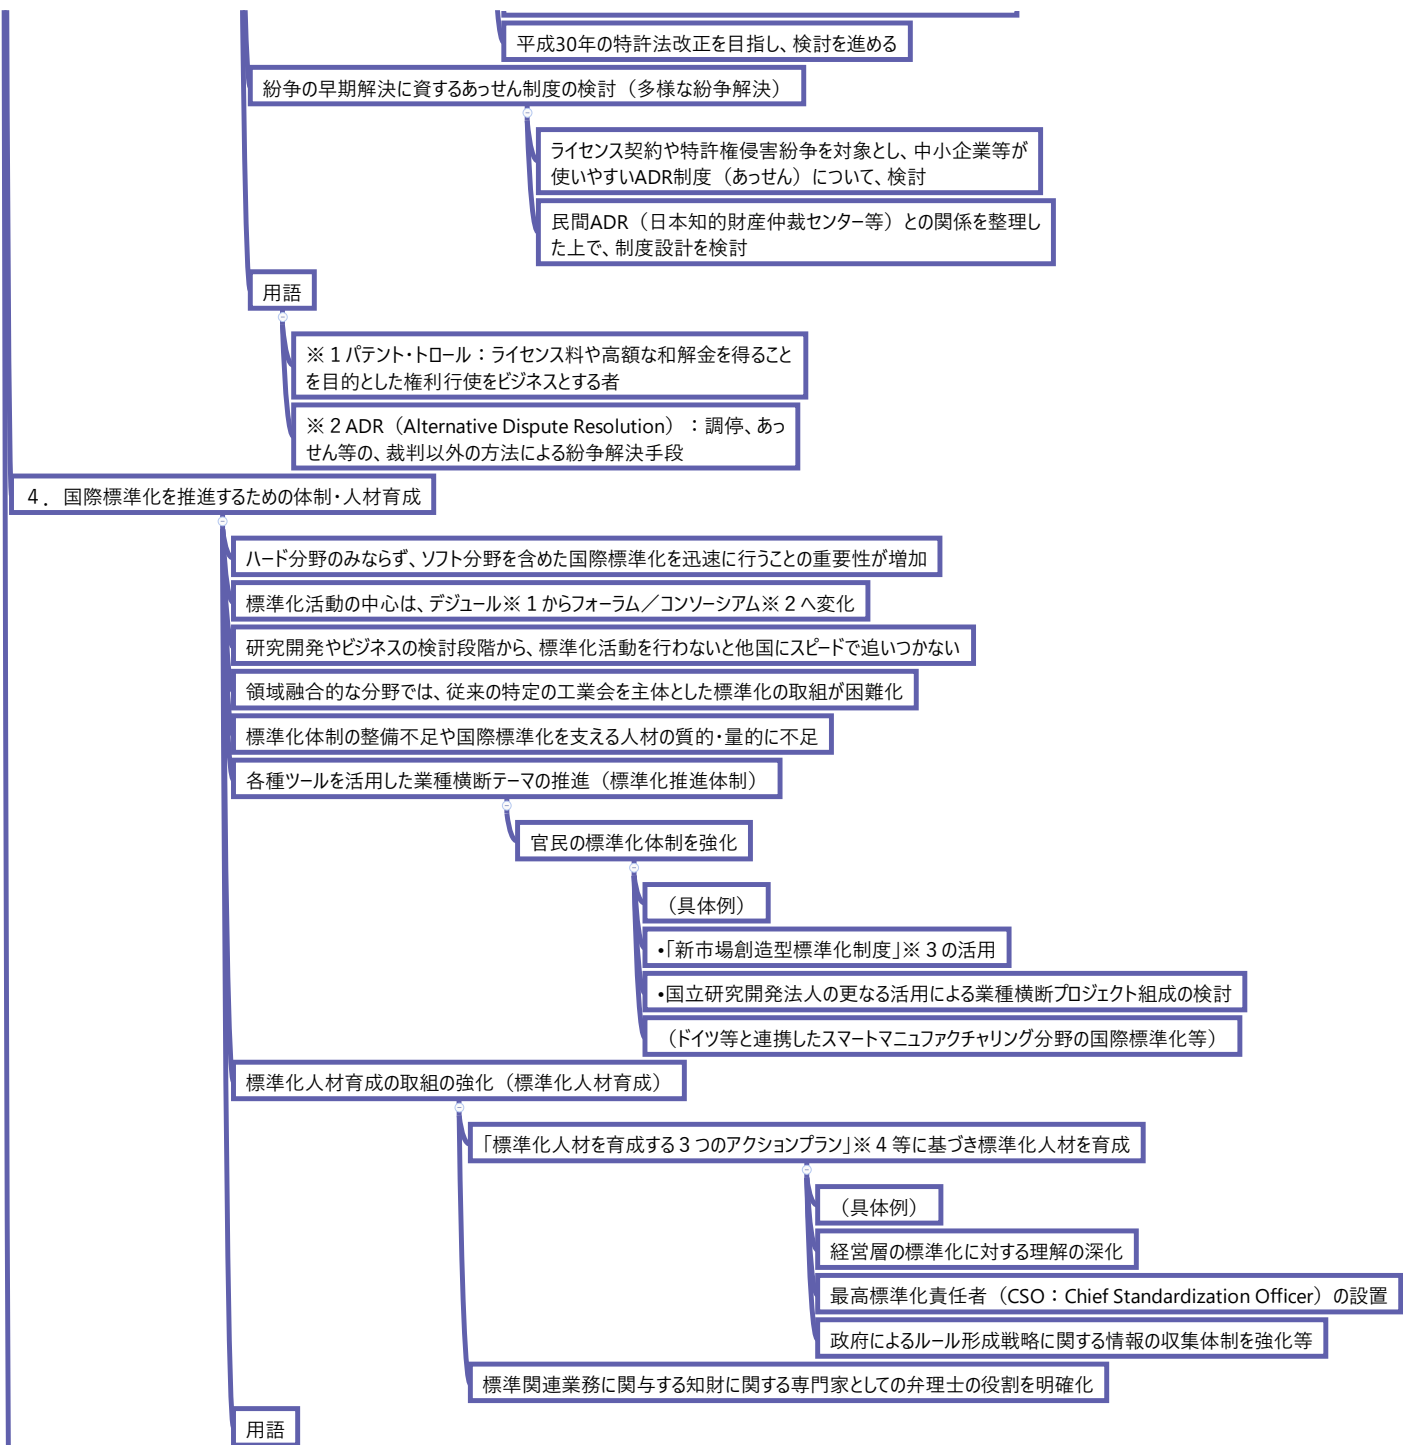 平成30年の特許法改正を目指し、検討を進める
紛争の早期解決に資するあっせん制度の検討（多様な紛争解決）
ライセンス契約や特許権侵害紛争を対象とし、中小企業等が
使いやすいADR制度（あっせん）について、検討
民間ADR（日本知的財産仲裁センター等）との関係を整理し
た上で、制度設計を検討
用語
※１パテント・トロール：ライセンス料や高額な和解金を得ること
を目的とした権利行使をビジネスとする者
※２ADR（Alternative Dispute Resolution）：調停、あっ
せん等の、裁判以外の方法による紛争解決手段
４．国際標準化を推進するための体制・人材育成
ハード分野のみならず、ソフト分野を含めた国際標準化を迅速に行うことの重要性が増加
標準化活動の中心は、デジュール※１からフォーラム／コンソーシアム※２へ変化
研究開発やビジネスの検討段階から、標準化活動を行わないと他国にスピードで追いつかない
領域融合的な分野では、従来の特定の工業会を主体とした標準化の取組が困難化
標準化体制の整備不足や国際標準化を支える人材の質的・量的に不足
各種ツールを活用した業種横断テーマの推進（標準化推進体制）
官民の標準化体制を強化
（具体例）
•「新市場創造型標準化制度」※３の活用
•国立研究開発法人の更なる活用による業種横断プロジェクト組成の検討
（ドイツ等と連携したスマートマニュファクチャリング分野の国際標準化等）
標準化人材育成の取組の強化（標準化人材育成）
「標準化人材を育成する３つのアクションプラン」※４等に基づき標準化人材を育成
（具体例）
経営層の標準化に対する理解の深化
最高標準化責任者（CSO：Chief Standardization Officer）の設置
政府によるルール形成戦略に関する情報の収集体制を強化等
標準関連業務に関与する知財に関する専門家としての弁理士の役割を明確化
用語